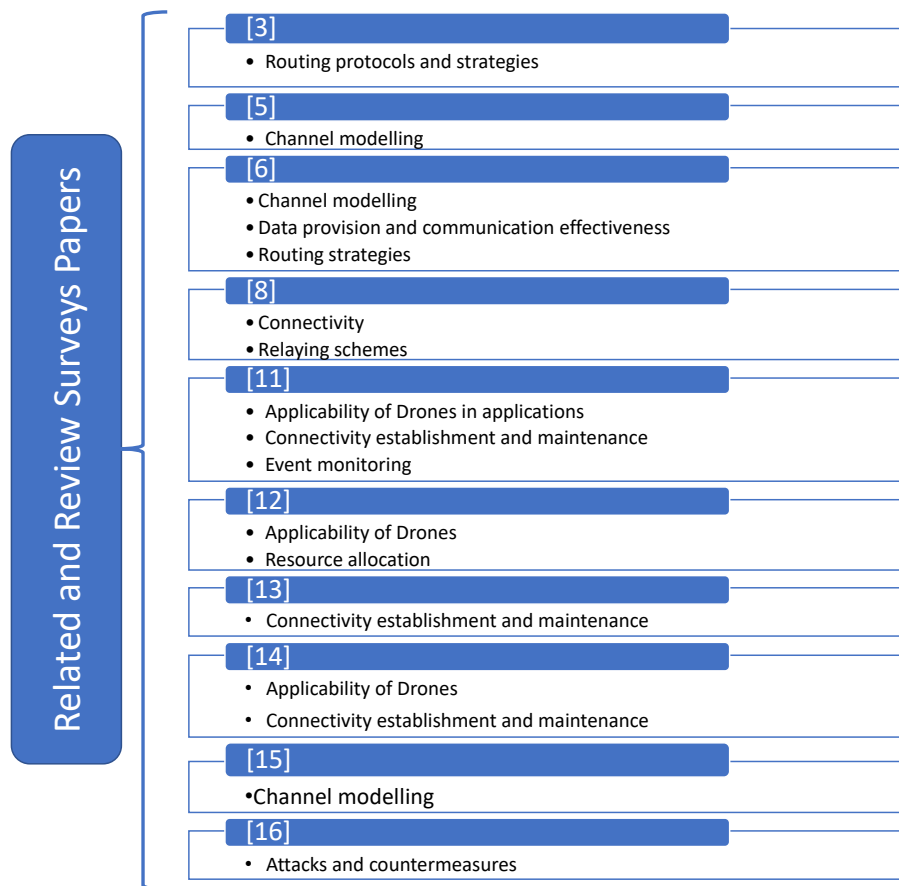 Related and Review Surveys Papers
[3]
• Routing protocols and strategies
[5]
• Channel modelling
[6]
• Channel modelling
• Data provision and communication effectiveness
• Routing strategies
[8]
• Connectivity
• Relaying schemes
[11]
• Applicability of Drones in applications
• Connectivity establishment and maintenance
• Event monitoring
[12]
• Applicability of Drones
• Resource allocation
[13]
• Connectivity establishment and maintenance
[14]
• Applicability of Drones
• Connectivity establishment and maintenance
[15]
•Channel modelling
[16]
• Attacks and countermeasures